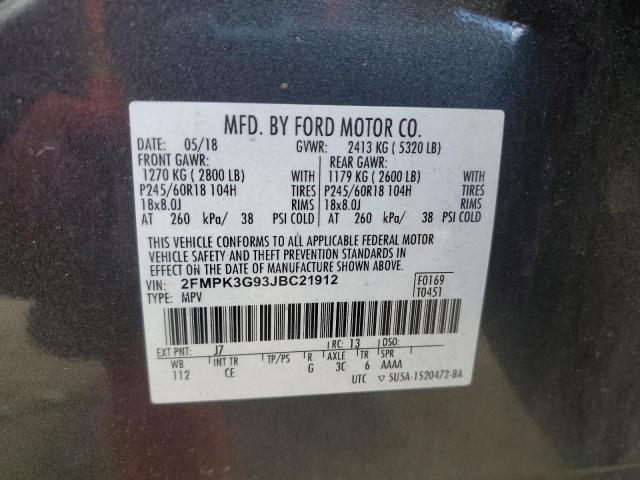 MFD. BY FORD MOTOR CO.
DATE: 05/18 GVWR: 2413 KG ( 5320 LB)
FRONT GAWR: REAR GAWR:
1270 KG ( 2800 LB) WITH 1179 KG ( 2600 LB) WITH
P245/60R18 104H TIRES P245/60R18 104H TIRES
18x8.0J RIMS 18x8.0J RIMS
AT 260 kPa/ 38 PSI COLD AT 260 kPa/ 38 PSI COLD
THIS VEHICLE CONFORMS TO ALL APPLICABLE FEDERAL MOTOR
VEHICLE SAFETY AND THEFT PREVENTION STANDARDS IN
EFFECT ON THE DATE OF MANUFACTURE SHOWN ABOVE.
VIN: 2FMPK3G93JBC21912 F0169
TYPE: MPV T0451
EXT PNT: J7 RC: 13 DSO:
WB INT TR TP/PS R AXLE TR SPR
112 CE G 3C 6 AAAA
UTC ▽ 5U5A-1520472-BA